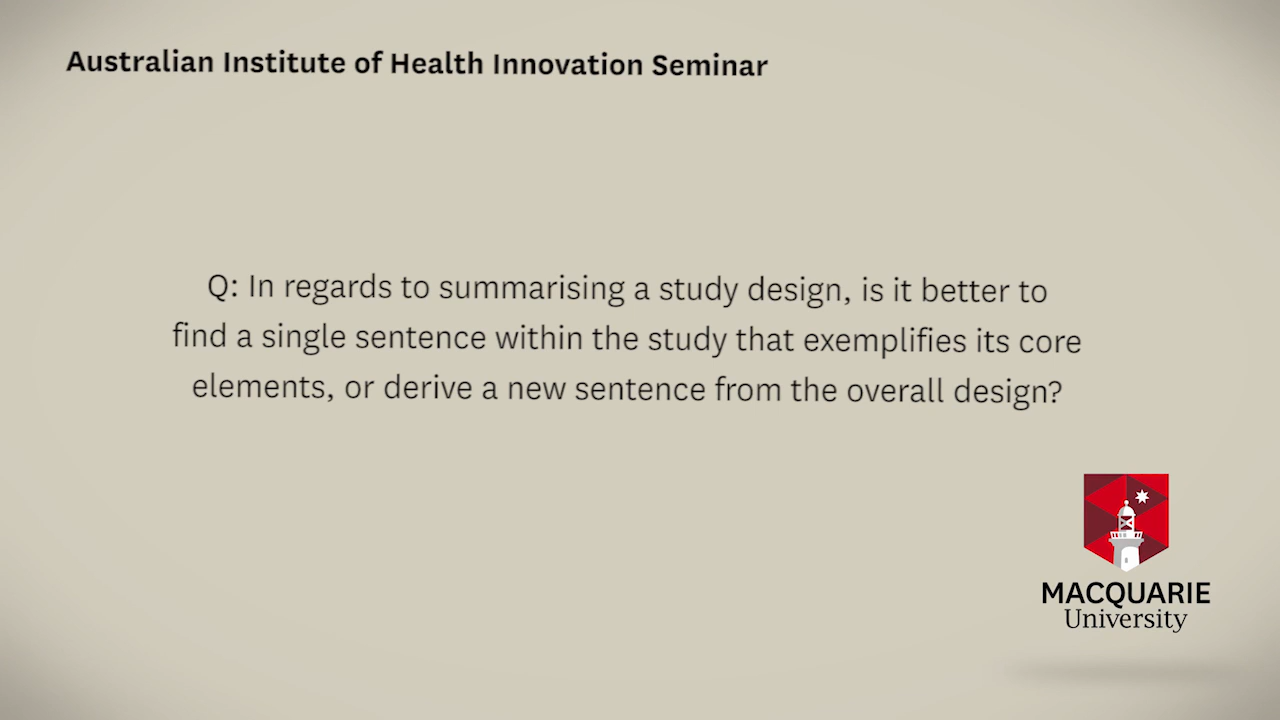 Australian Institute of Health Innovation Seminar
Q: In regards to summarising a study design, is it better to
find a single sentence within the study that exemplifies its core
elements, or derive a new sentence from the overall design?
MACQUARIE
University